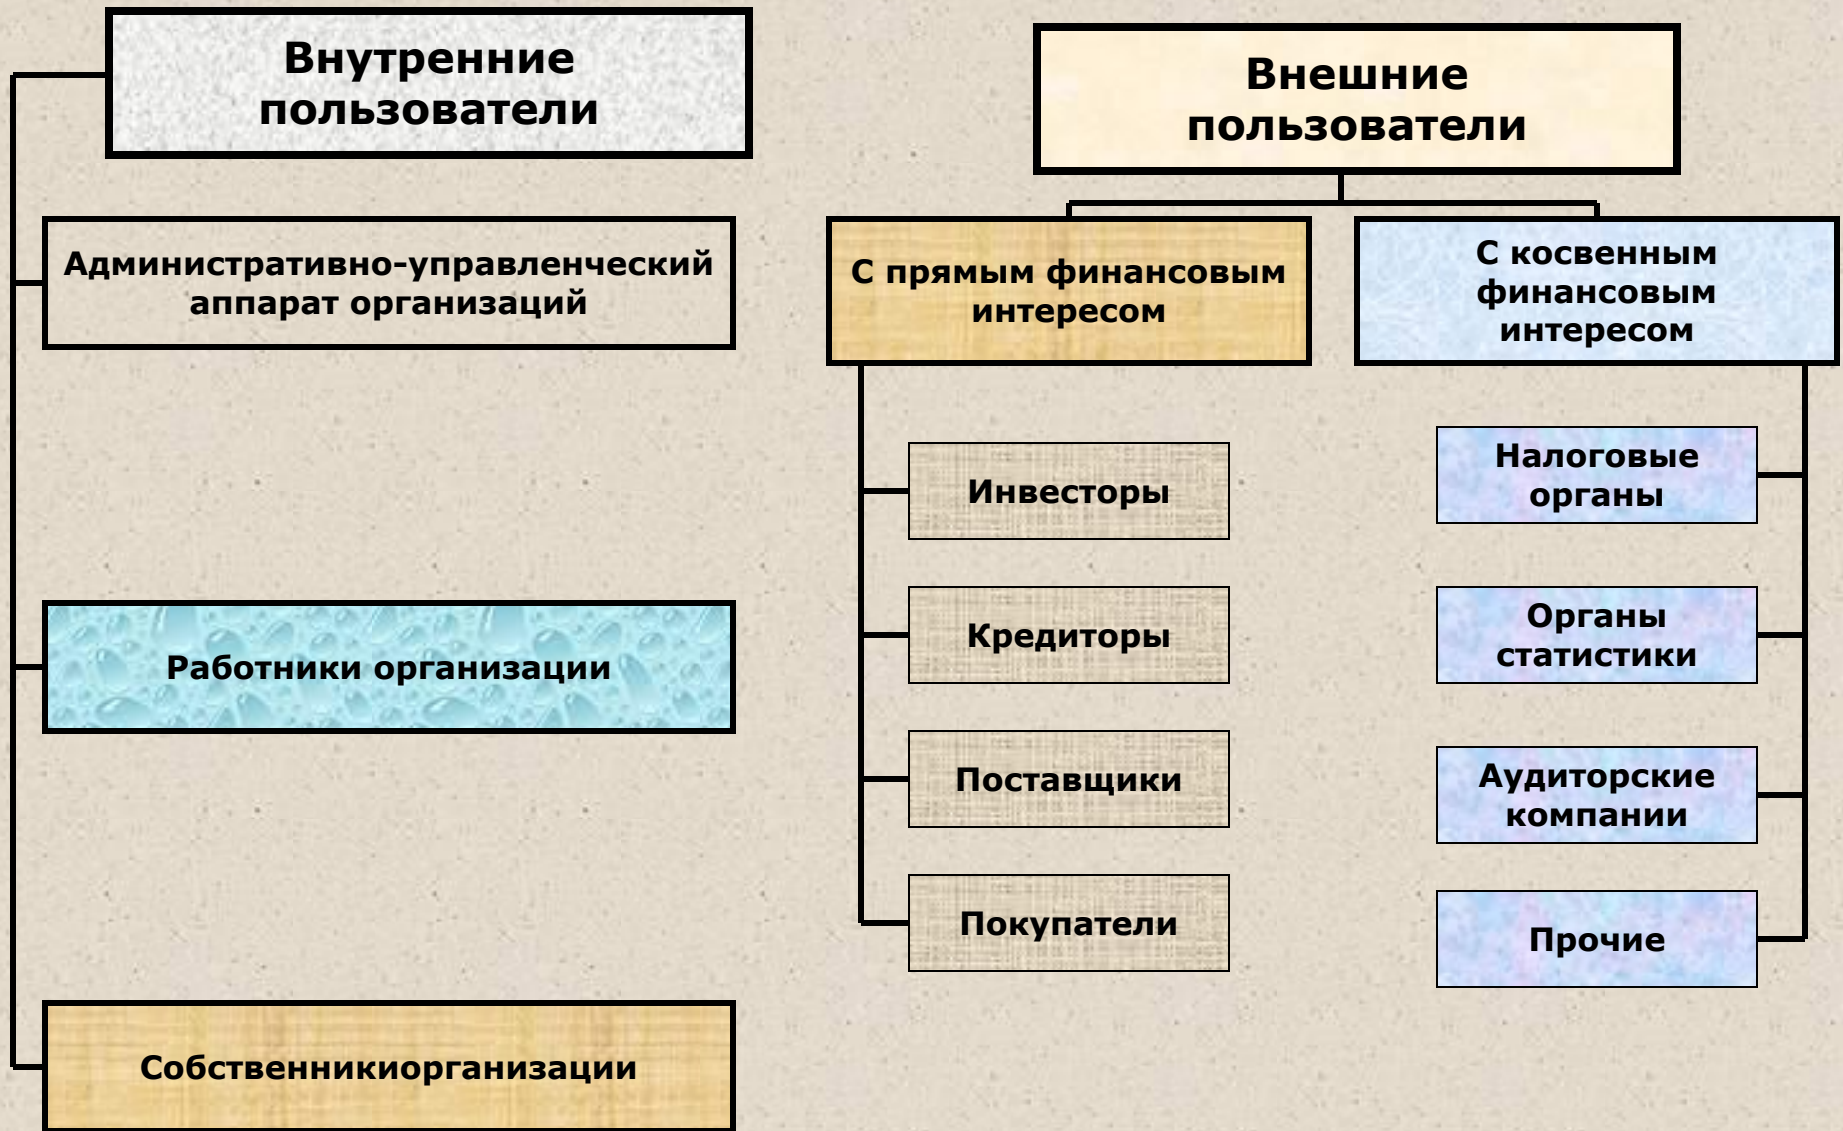 Внутренние
пользователи
Административно-управленческий
аппарат организаций
Работники организации
Собственникиорганизации
Внешние
пользователи
С прямым финансовым
интересом
Инвесторы
Кредиторы
Поставщики
Покупатели
С косвенным
финансовым
интересом
Налоговые
органы
Органы
статистики
Аудиторские
компании
Прочие